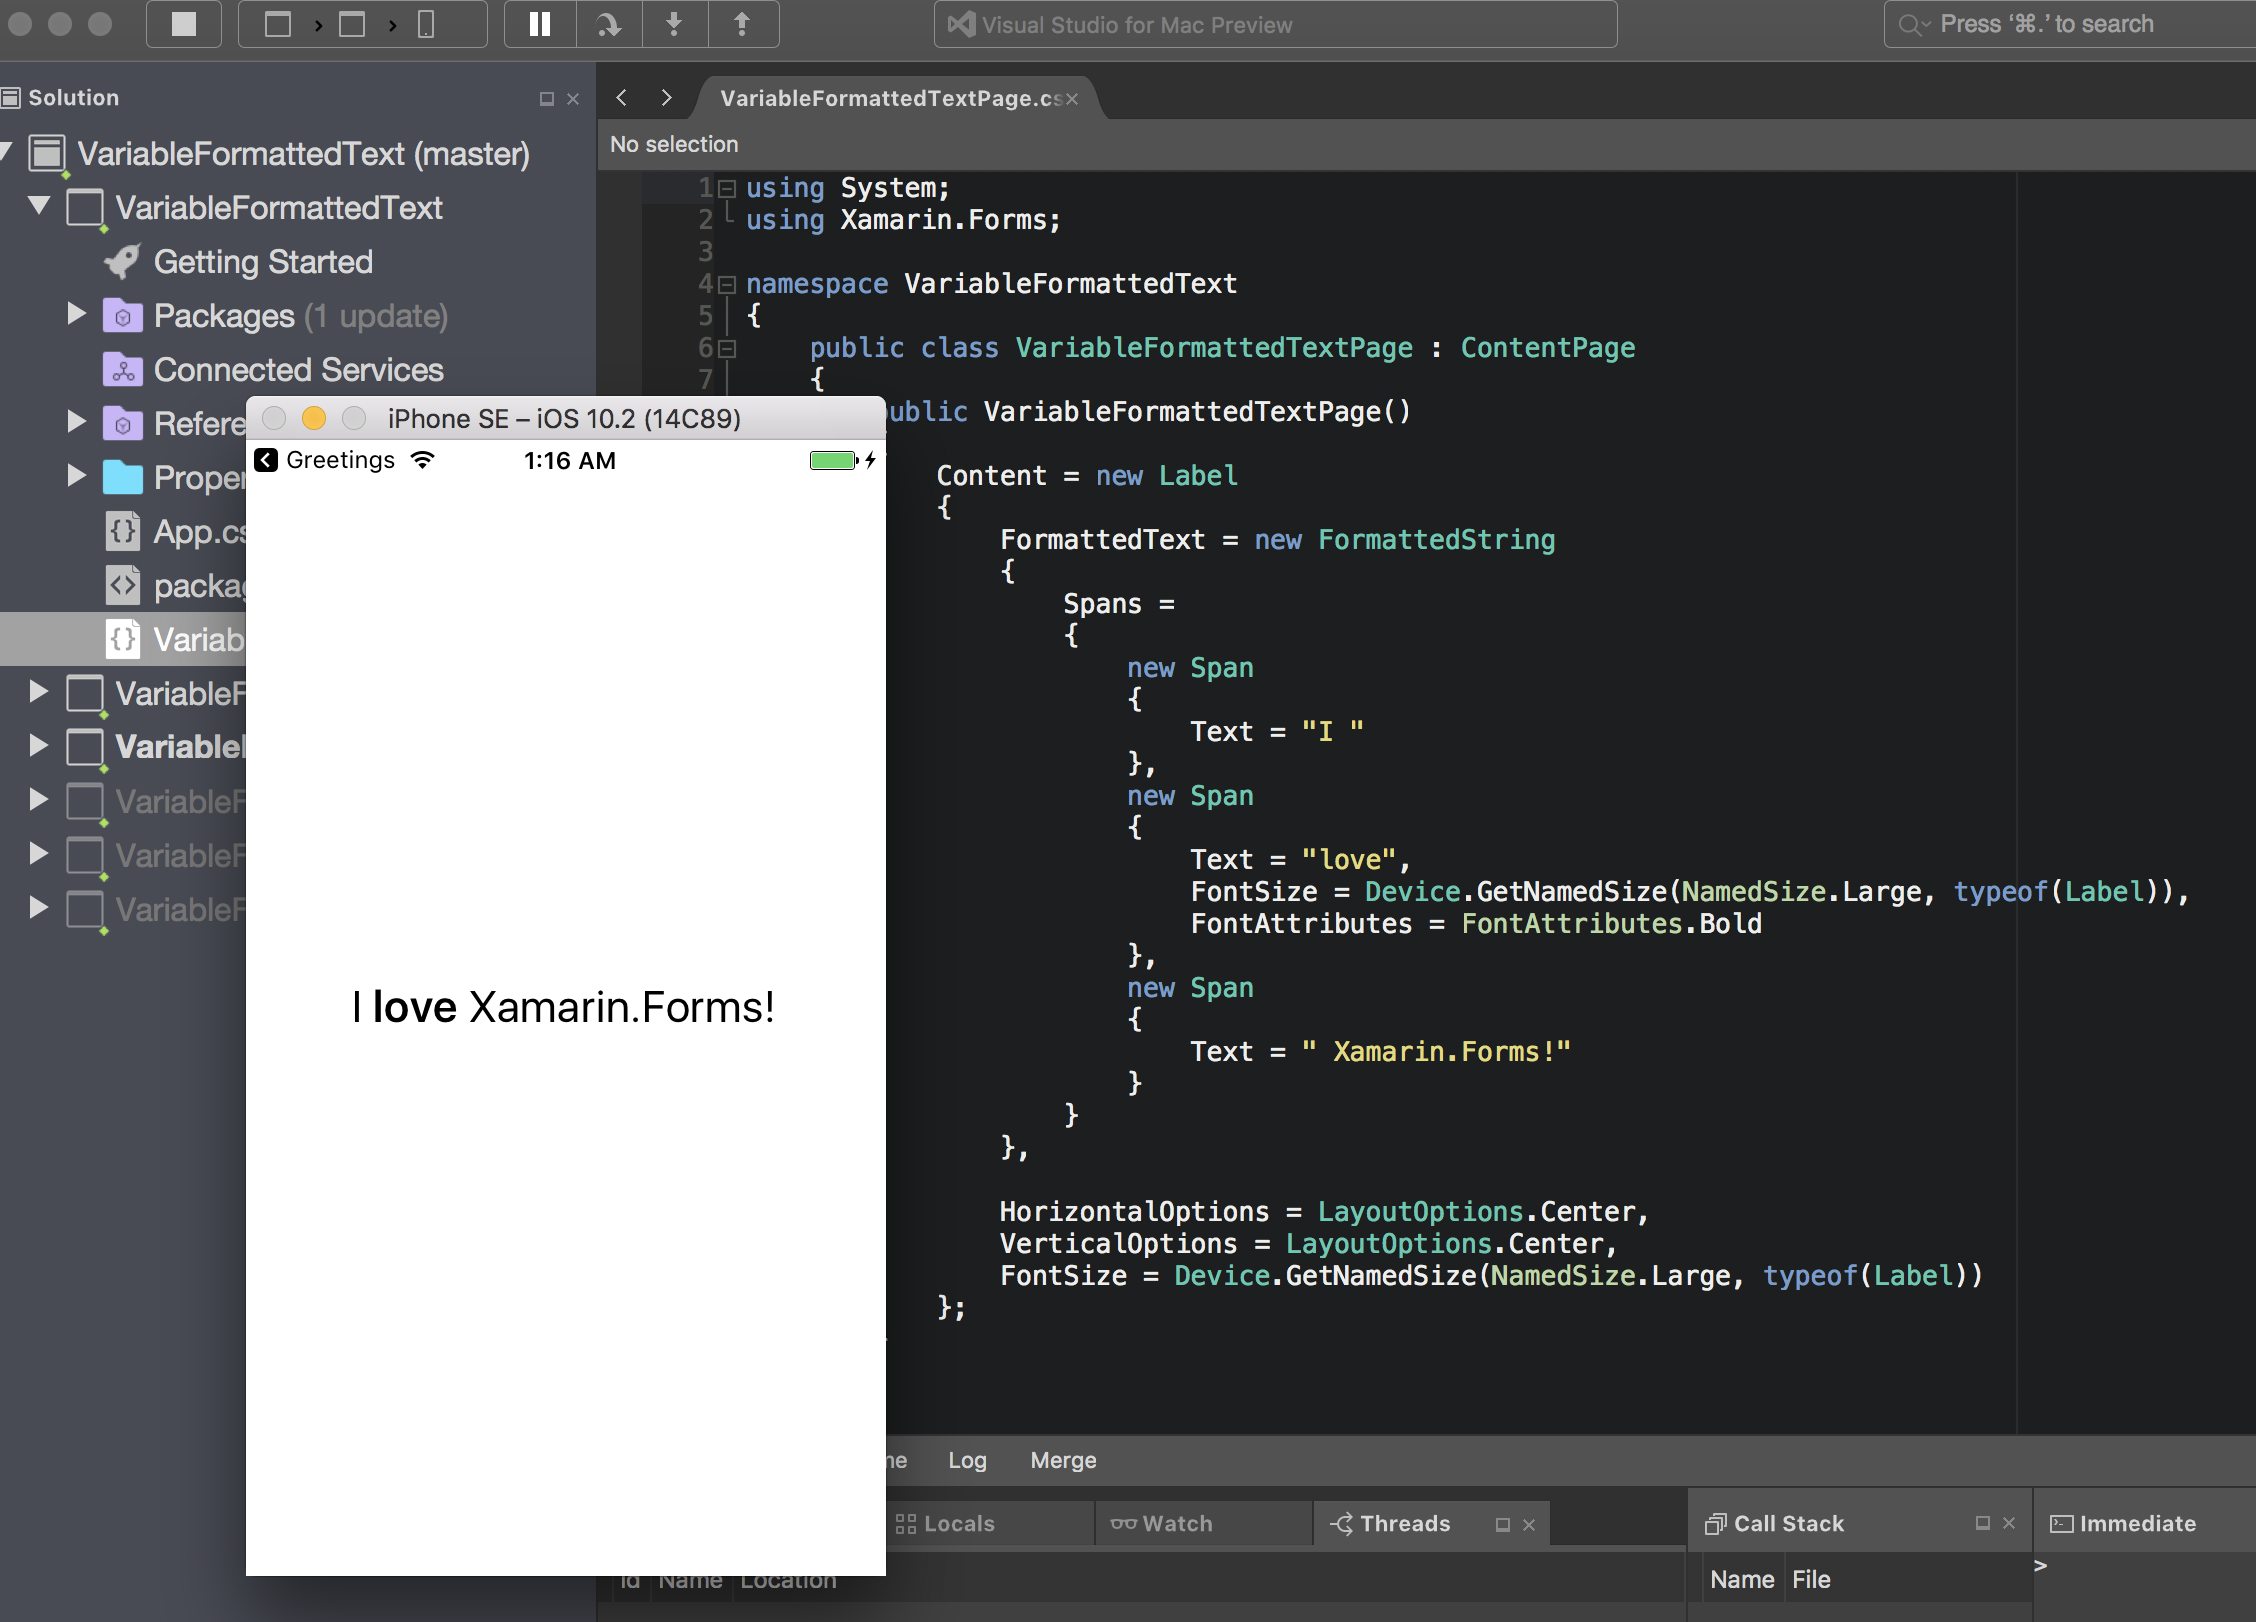 Visual Studio for Mac Preview
Press ‘⌘.’ to search
Solution
VariableFormattedText (master)
VariableFormattedText
Getting Started
Packages (1 update)
Connected Services
Refere
Proper
App.cs
packag
Variab
VariableF
VariableF
VariableF
VariableF
VariableF
VariableFormattedTextPage.cs
No selection
1 using System;
2 using Xamarin.Forms;
3
4 namespace VariableFormattedText
5 {
6 public class VariableFormattedTextPage : ContentPage
7 {
public VariableFormattedTextPage()
Content = new Label
{
FormattedText = new FormattedString
{
Spans =
{
new Span
{
Text = "I "
},
new Span
{
Text = "love",
FontSize = Device.GetNamedSize(NamedSize.Large, typeof(Label)),
FontAttributes = FontAttributes.Bold
},
new Span
{
Text = " Xamarin.Forms!"
}
}
},
HorizontalOptions = LayoutOptions.Center,
VerticalOptions = LayoutOptions.Center,
FontSize = Device.GetNamedSize(NamedSize.Large, typeof(Label))
};
iPhone SE – iOS 10.2 (14C89)
Greetings 1:16 AM
I love Xamarin.Forms!
ne Log Merge
Locals Watch Threads Call Stack Immediate
Id Name Location
Name File
>